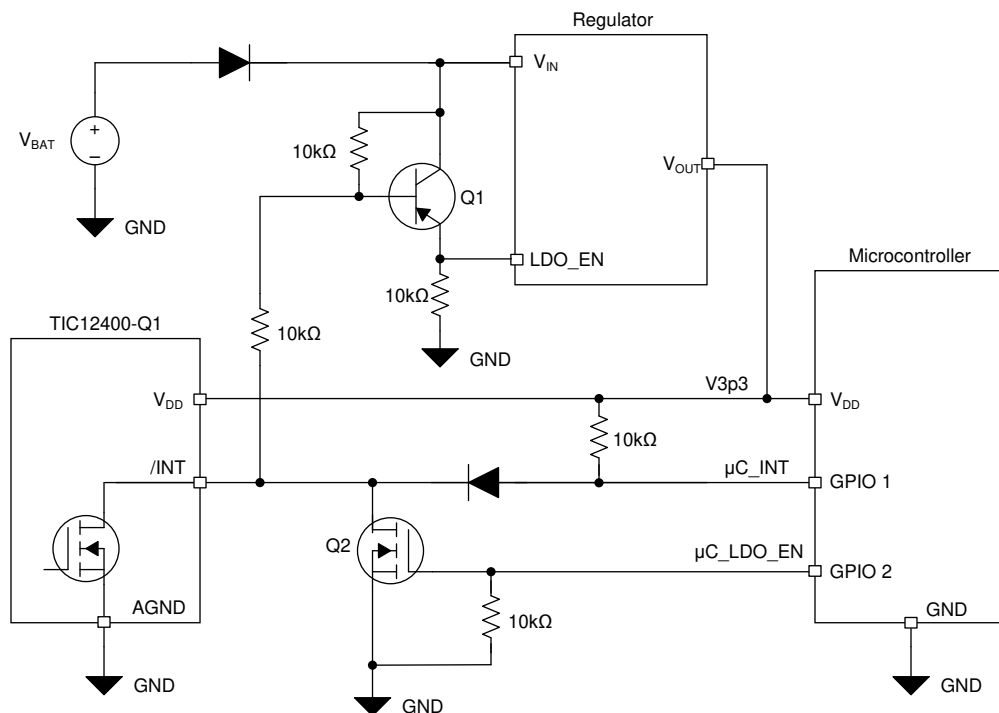 Regulator
V_IN
V_BAT
+
−
10kΩ
Q1
V_OUT
GND
LDO_EN
Microcontroller
10kΩ
TIC12400-Q1
10kΩ
GND
V_DD
V3p3
V_DD
10kΩ
/INT
µC_INT
GPIO 1
Q2
µC_LDO_EN
GPIO 2
AGND
10kΩ
GND
GND
GND
GND